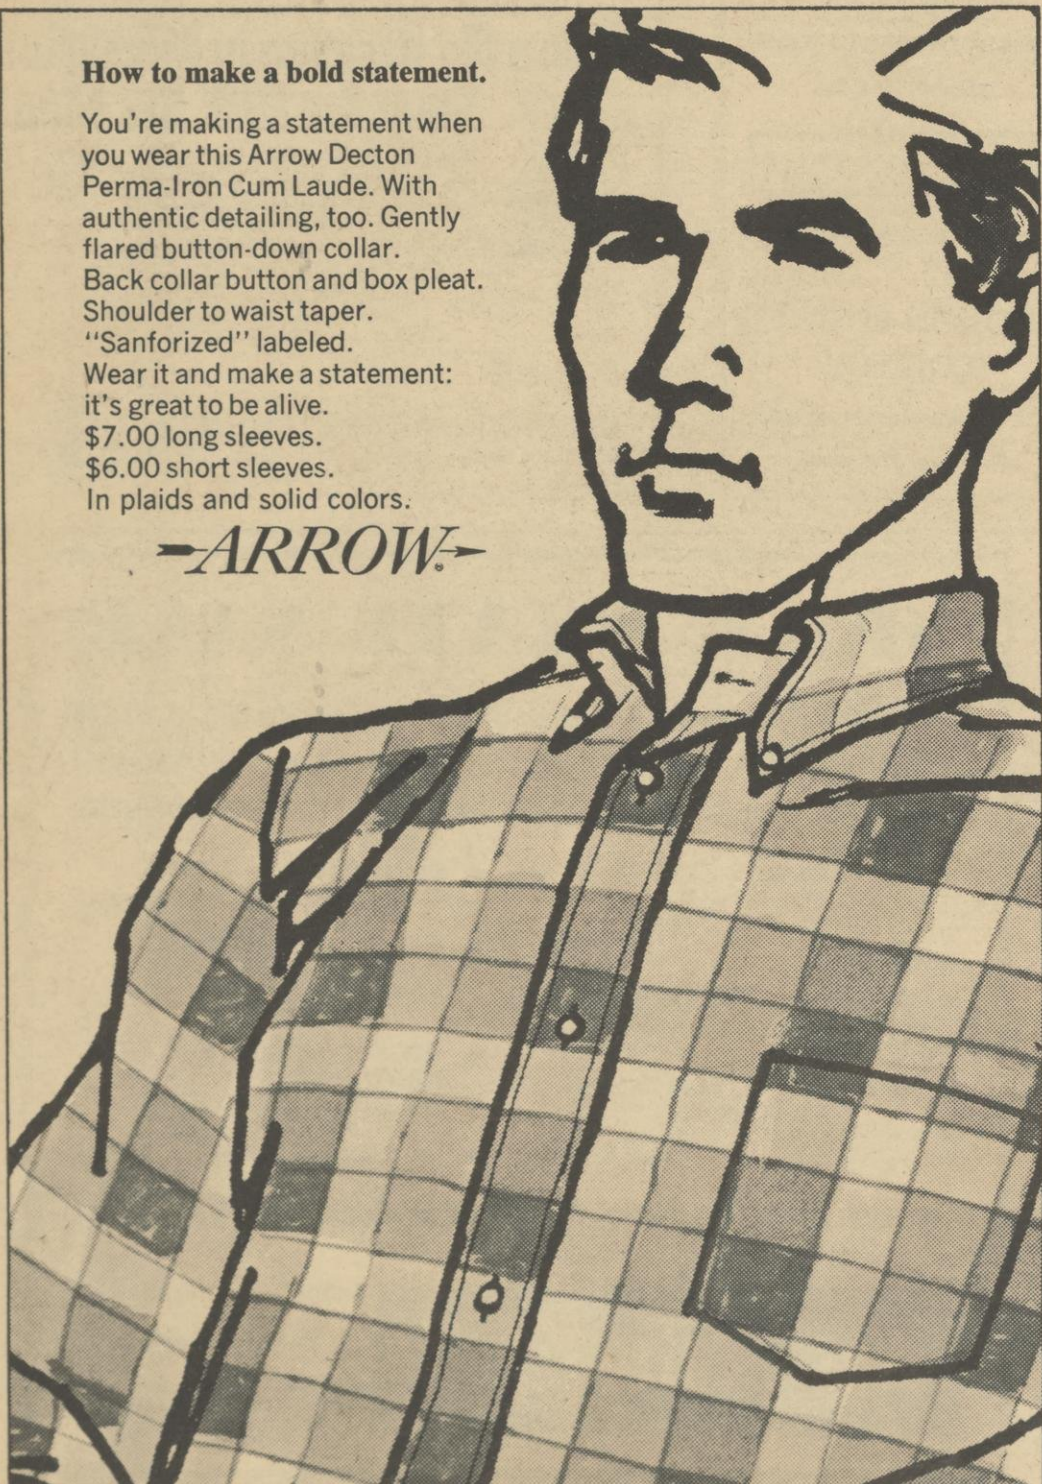 How to make a bold statement.
You're making a statement when
you wear this Arrow Decton
Perma-Iron Cum Laude. With
authentic detailing, too. Gently
flared button-down collar.
Back collar button and box pleat.
Shoulder to waist taper.
"Sanforized" labeled.
Wear it and make a statement:
it's great to be alive.
$7.00 long sleeves.
$6.00 short sleeves.
In plaids and solid colors.
ARROW